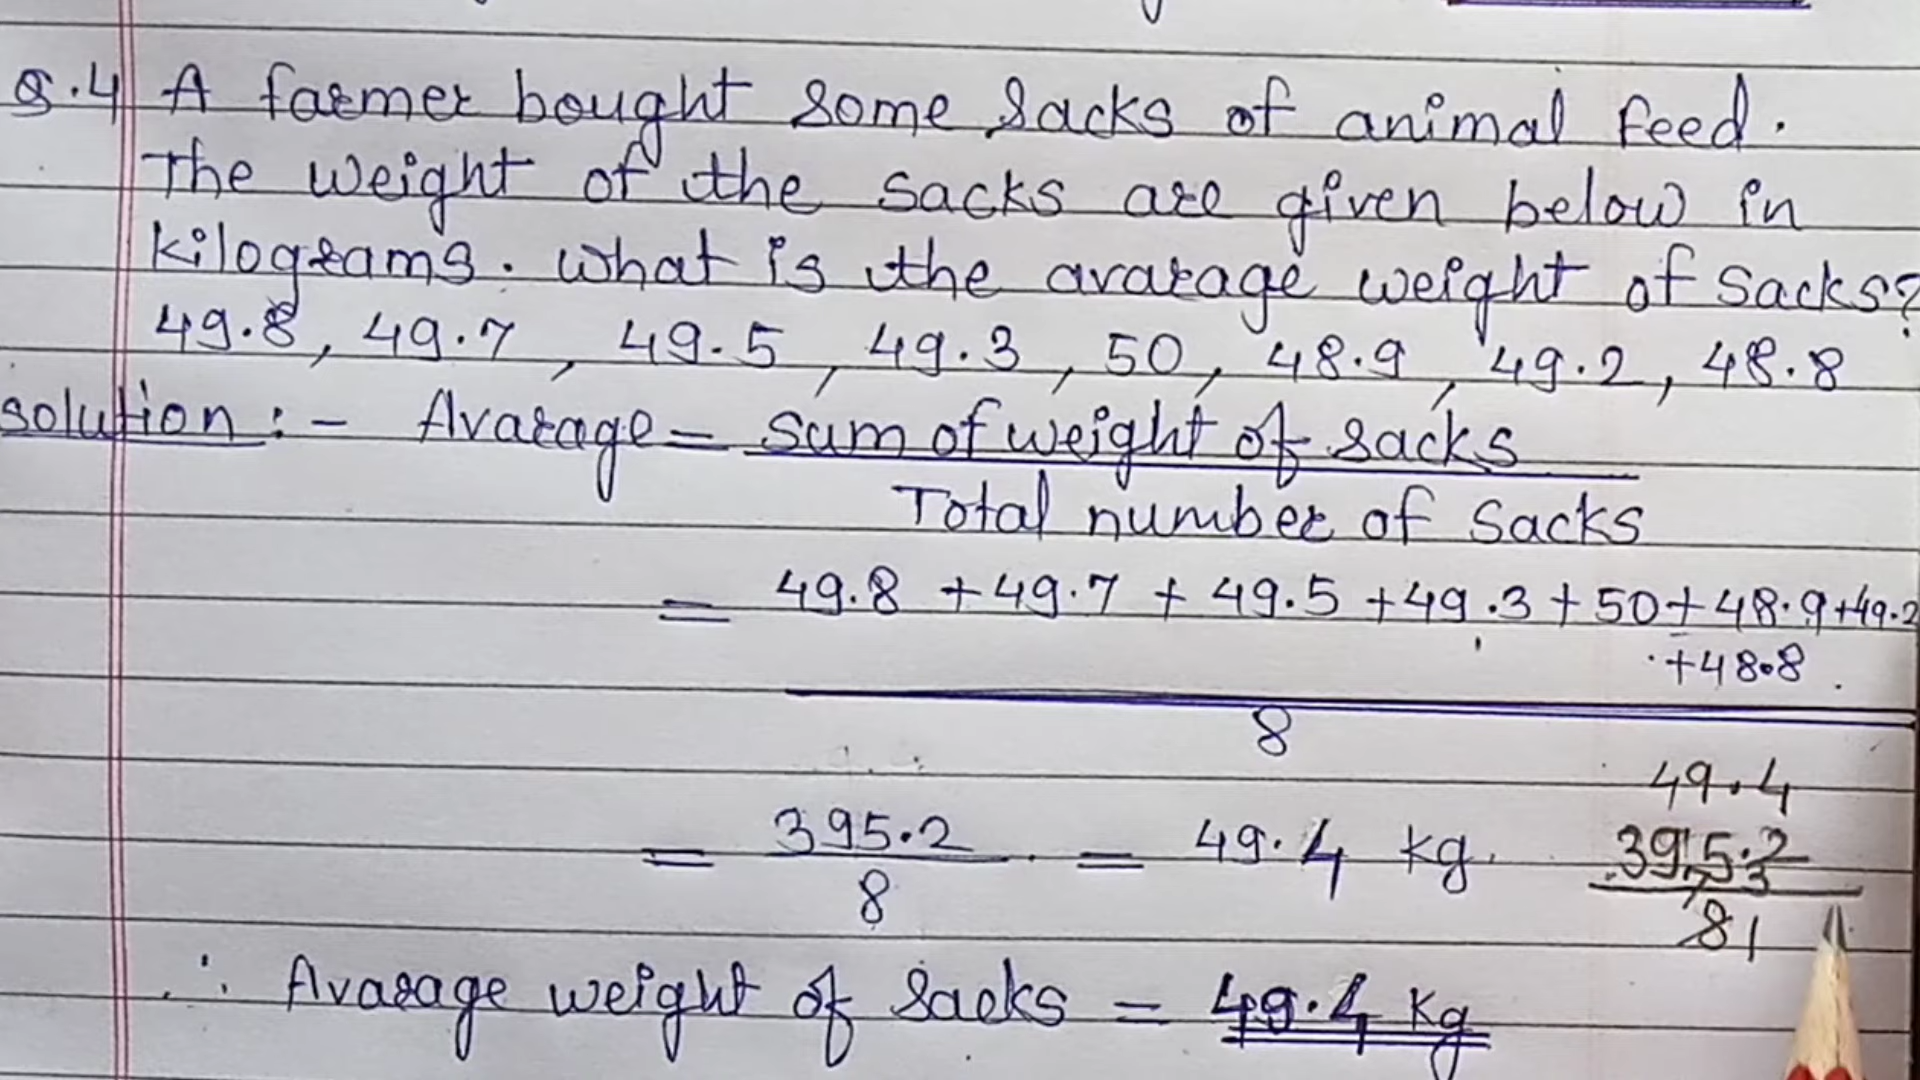 Q.4 A farmer bought some sacks of animal feed.
The weight of the sacks are given below in
kilograms. what is the avarage weight of sacks?
49.8, 49.7, 49.5, 49.3, 50, 48.9, 49.2, 48.8
solution :- Avarage = sum of weight of sacks
Total number of sacks
= 49.8 + 49.7 + 49.5 + 49.3 + 50 + 48.9 + 49.2
+48.8
8
49.4
= 395.2 = 49.4 kg. 395.2
8
81
∴ Avarage weight of sacks = 49.4 Kg